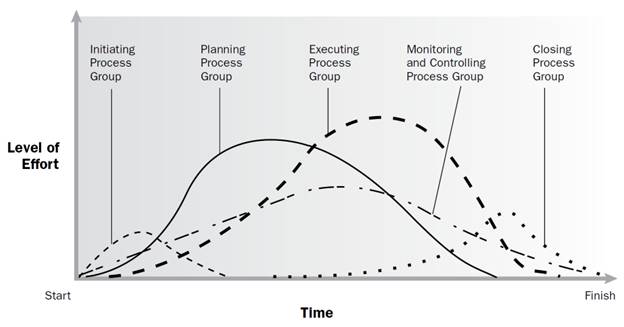 Initiating
Process
Group
Planning
Process
Group
Executing
Process
Group
Monitoring
and Controlling
Process Group
Closing
Process
Group
Level of
Effort
Start
Finish
Time